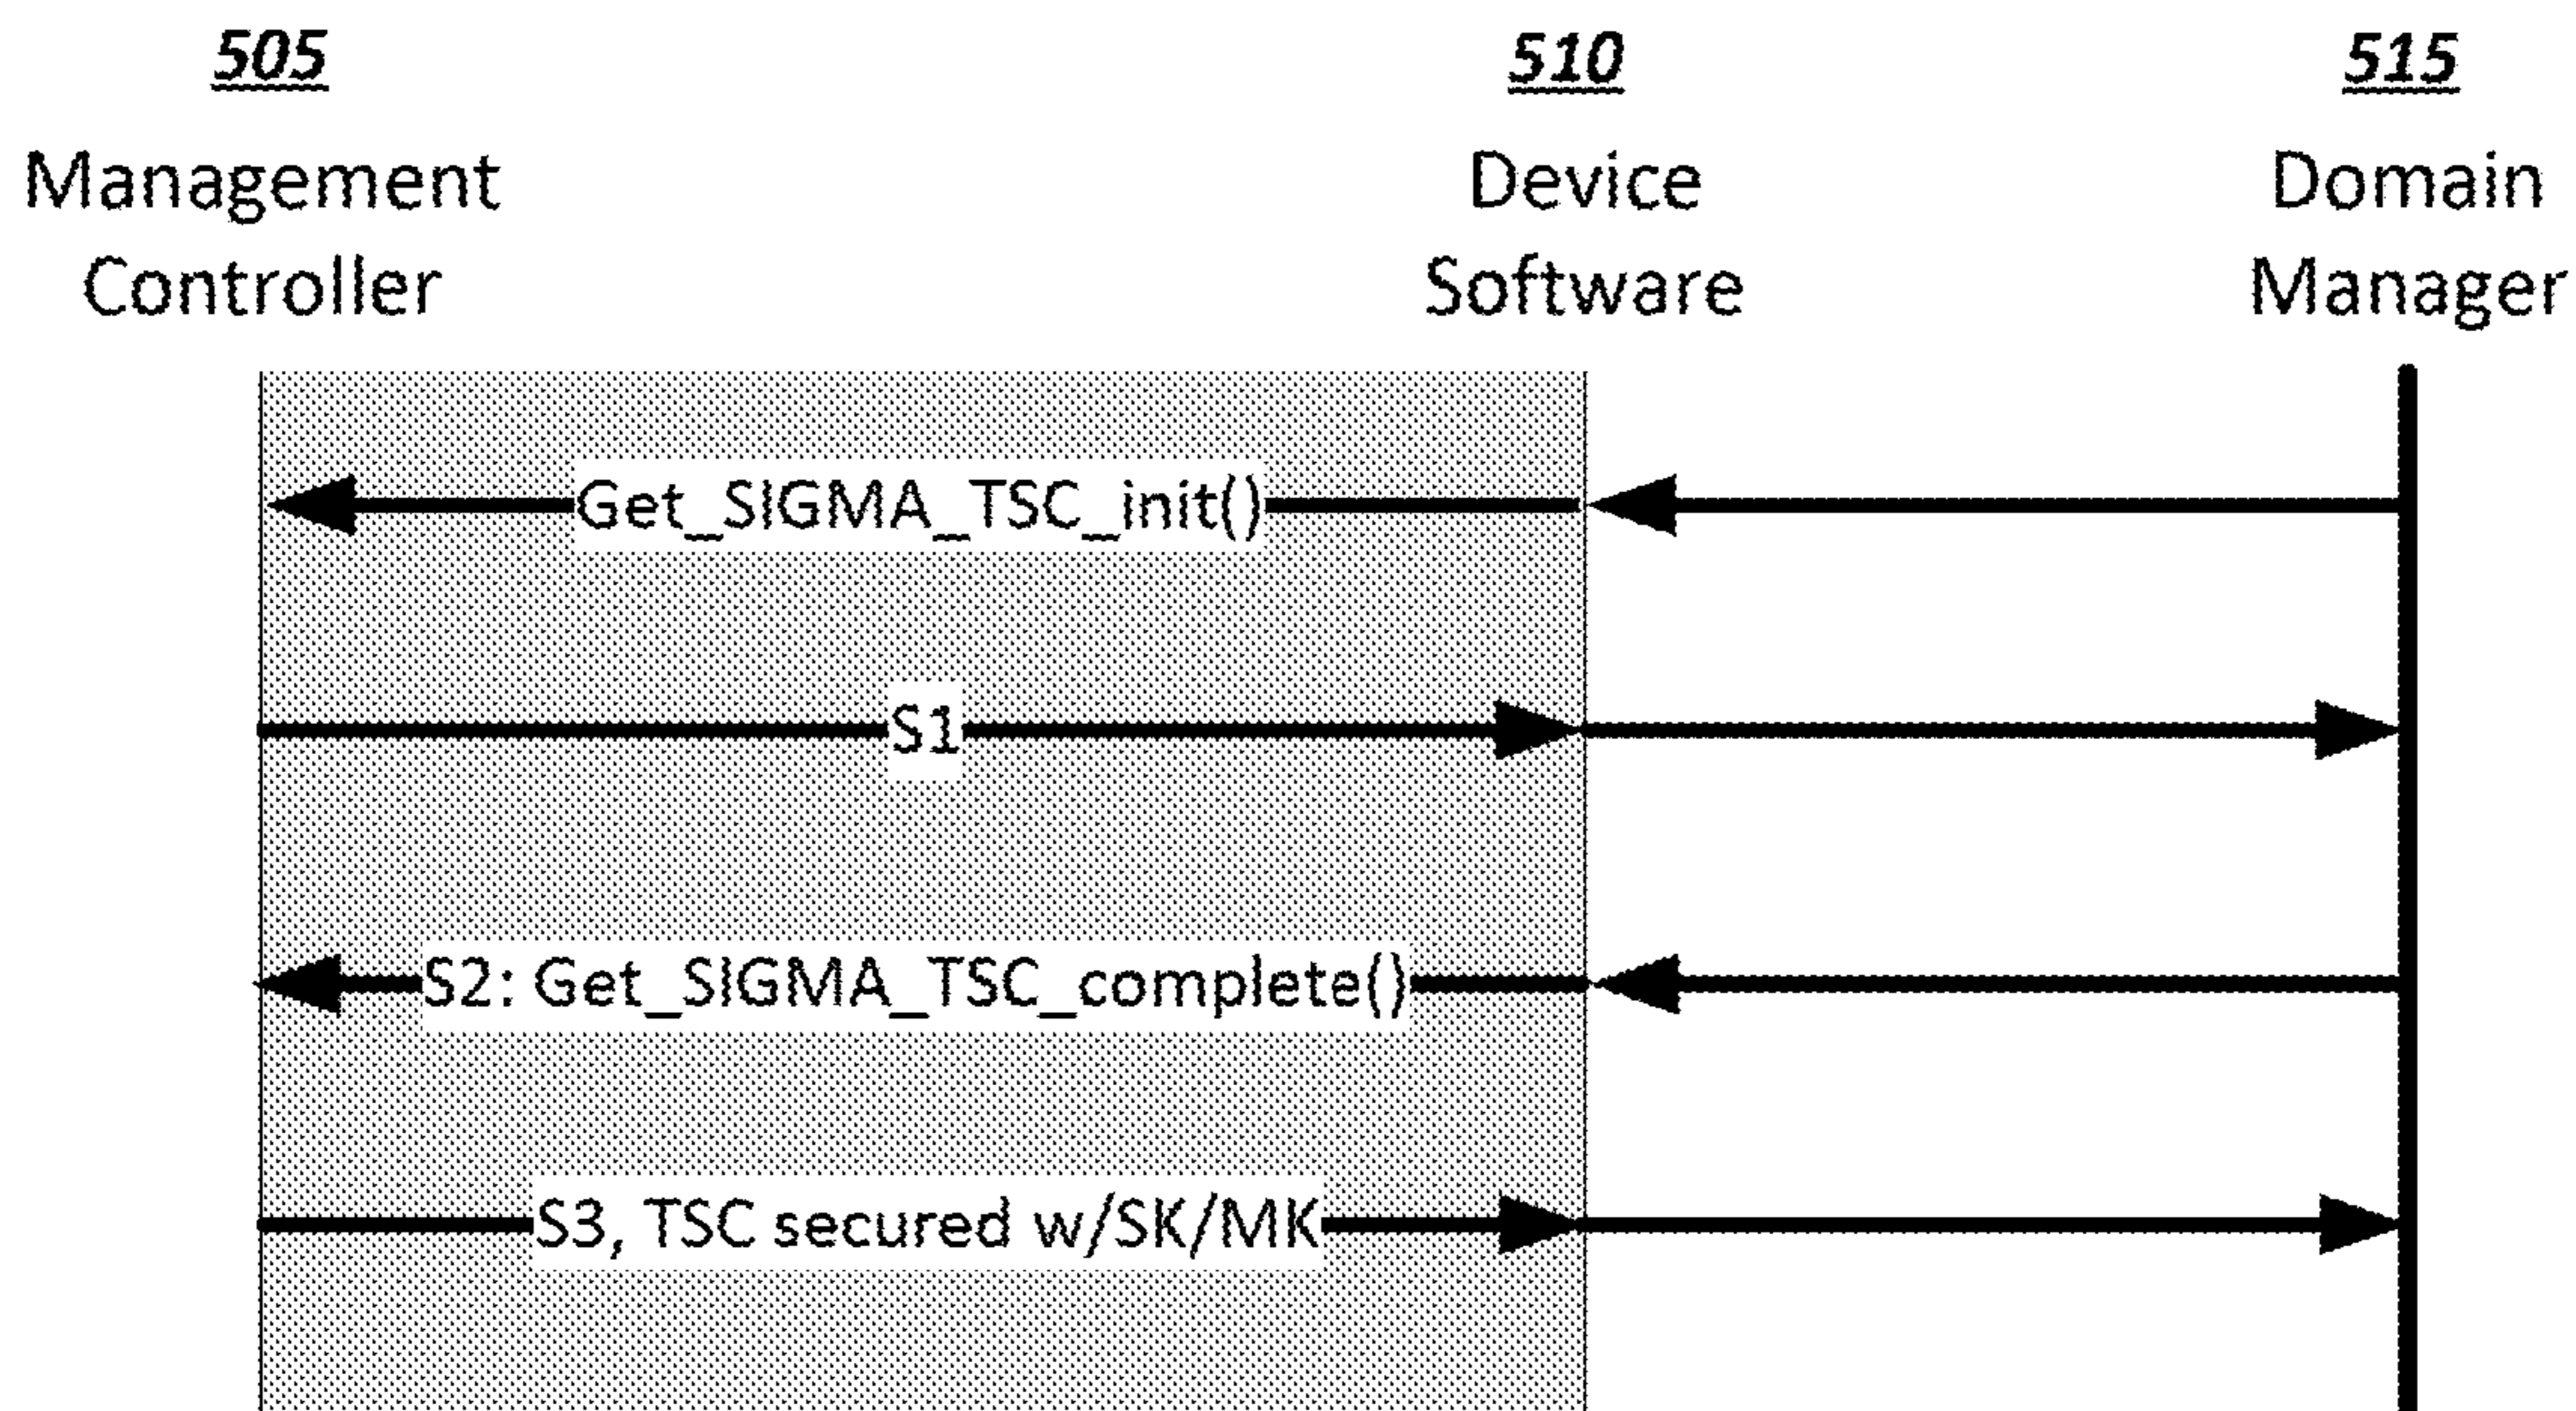 505
Management
Controller
510
Device
Software
515
Domain
Manager
Get_SIGMA_TSC_init()
S1
S2: Get_SIGMA_TSC_complete()
S3, TSC secured w/SK/MK